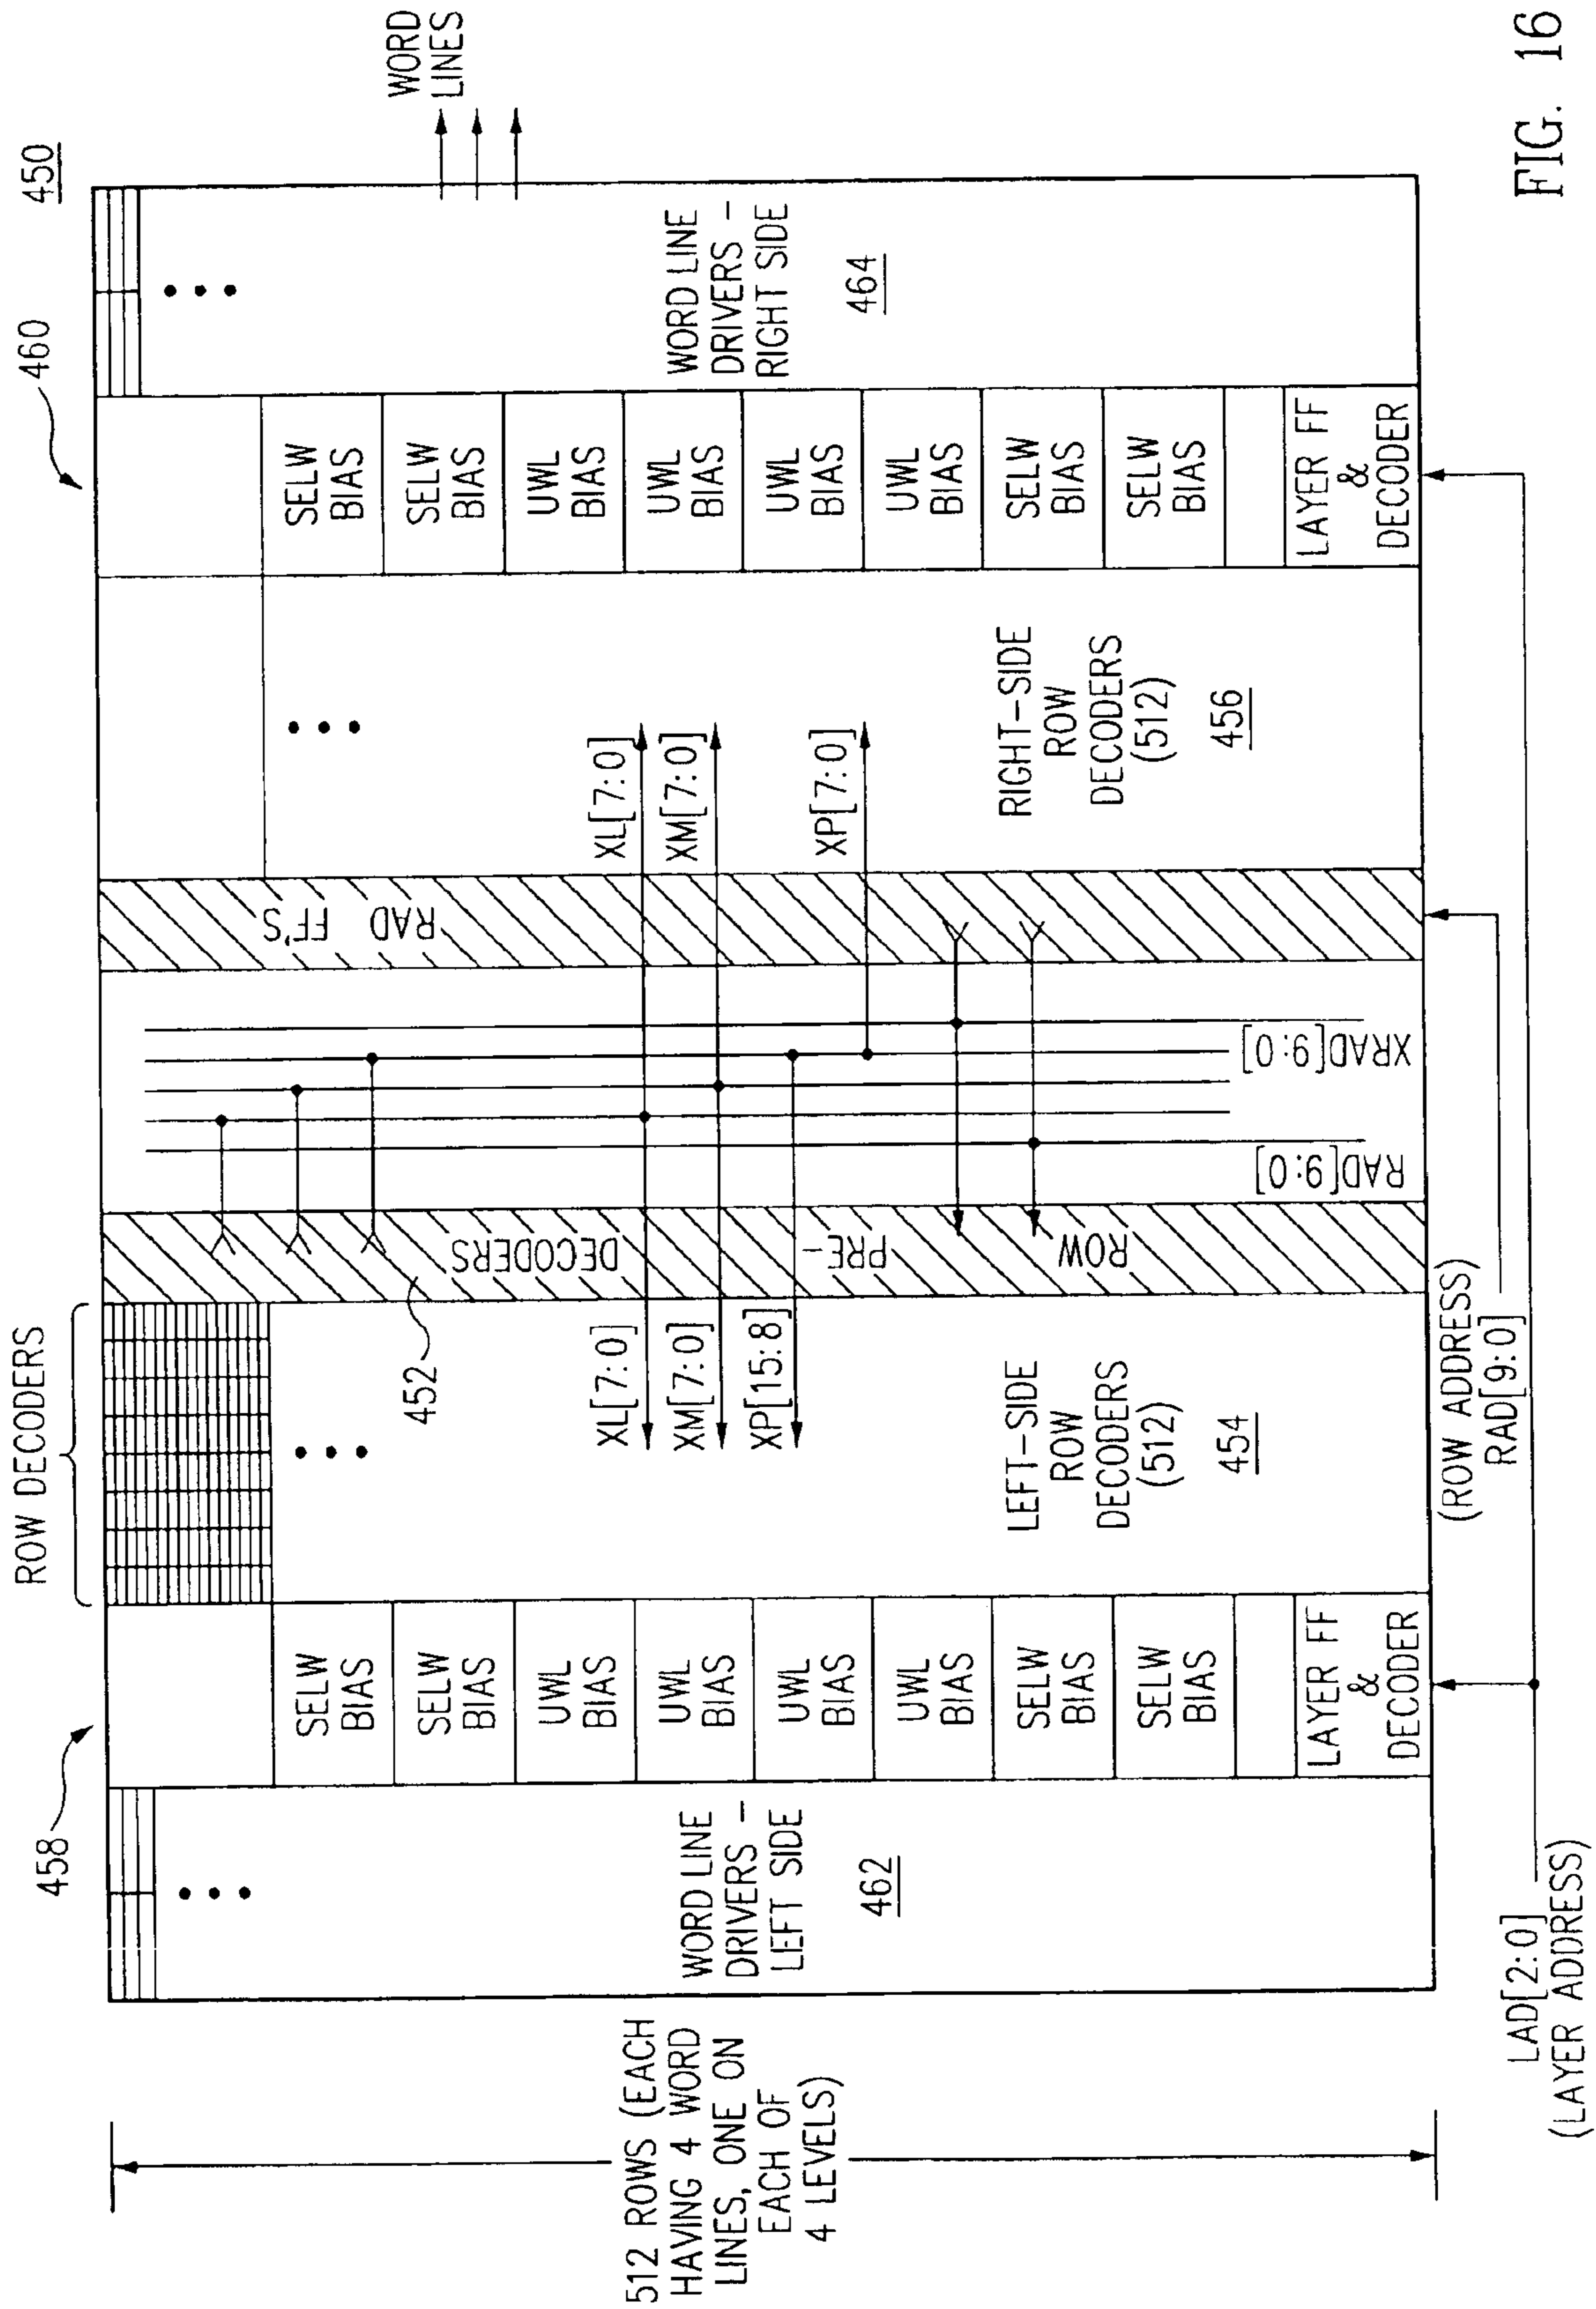 450
458
460
ROW DECODERS
WORD
LINES
512 ROWS (EACH
HAVING 4 WORD
LINES, ONE ON
EACH OF
4 LEVELS)
WORD LINE
DRIVERS -
LEFT SIDE
462
SELW
BIAS
SELW
BIAS
UWL
BIAS
UWL
BIAS
UWL
BIAS
UWL
BIAS
SELW
BIAS
SELW
BIAS
LAYER FF
&
DECODER
452
XL[7:0]
XM[7:0]
XP[15:8]
LEFT-SIDE
ROW
DECODERS
(512)
454
ROW
PRE-
DECODERS
RAD[9:0]
XRAD[9:0]
RAD FF'S
XL[7:0]
XM[7:0]
XP[7:0]
RIGHT-SIDE
ROW
DECODERS
(512)
456
SELW
BIAS
SELW
BIAS
UWL
BIAS
UWL
BIAS
UWL
BIAS
UWL
BIAS
SELW
BIAS
SELW
BIAS
LAYER FF
&
DECODER
WORD LINE
DRIVERS -
RIGHT SIDE
464
(ROW ADDRESS)
RAD[9:0]
LAD[2:0]
(LAYER ADDRESS)
FIG. 16